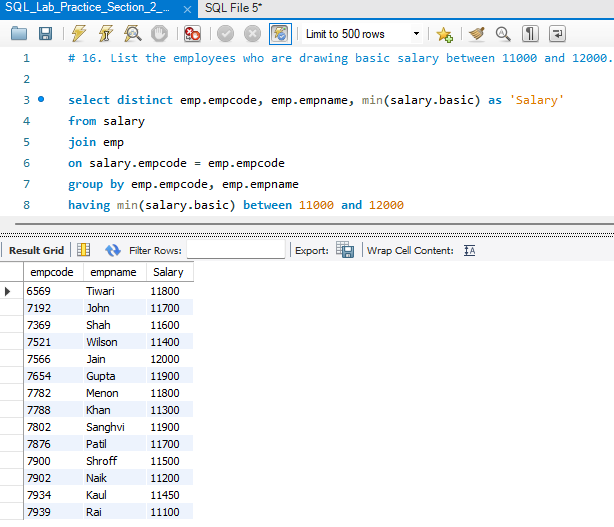 SQL_Lab_Practice_Section_2_... × SQL File 5*
Limit to 500 rows
1 # 16. List the employees who are drawing basic salary between 11000 and 12000.
2
3 select distinct emp.empcode, emp.empname, min(salary.basic) as 'Salary'
4 from salary
5 join emp
6 on salary.empcode = emp.empcode
7 group by emp.empcode, emp.empname
8 having min(salary.basic) between 11000 and 12000
Result Grid Filter Rows: Export: Wrap Cell Content:
empcode empname Salary
6569 Tiwari 11800
7192 John 11700
7369 Shah 11600
7521 Wilson 11400
7566 Jain 12000
7654 Gupta 11900
7782 Menon 11800
7788 Khan 11300
7802 Sanghvi 11900
7876 Patil 11700
7900 Shroff 11500
7902 Naik 11200
7934 Kaul 11450
7939 Rai 11100